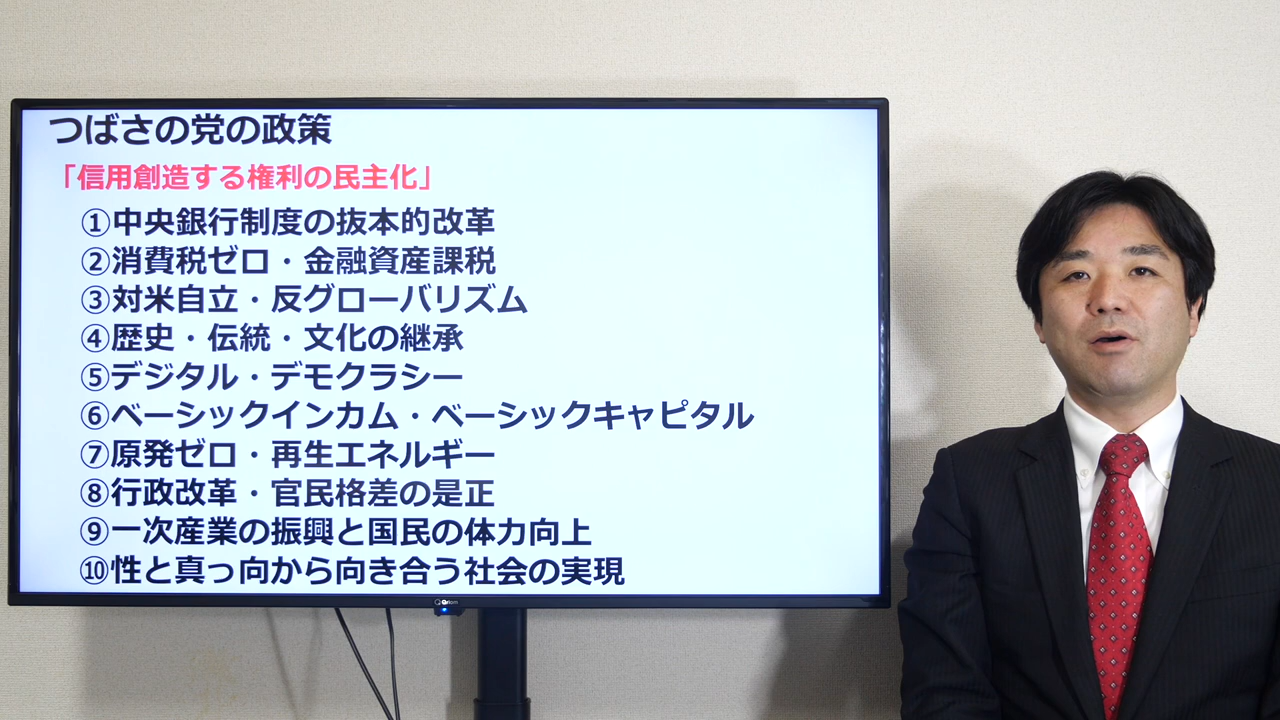 つばさの党の政策
「信用創造する権利の民主化」
①中央銀行制度の抜本的改革
②消費税ゼロ・金融資産課税
③対米自立・反グローバリズム
④歴史・伝統・文化の継承
⑤デジタル・デモクラシー
⑥ベーシックインカム・ベーシックキャピタル
⑦原発ゼロ・再生エネルギー
⑧行政改革・官民格差の是正
⑨一次産業の振興と国民の体力向上
⑩性と真っ向から向き合う社会の実現
Qriom